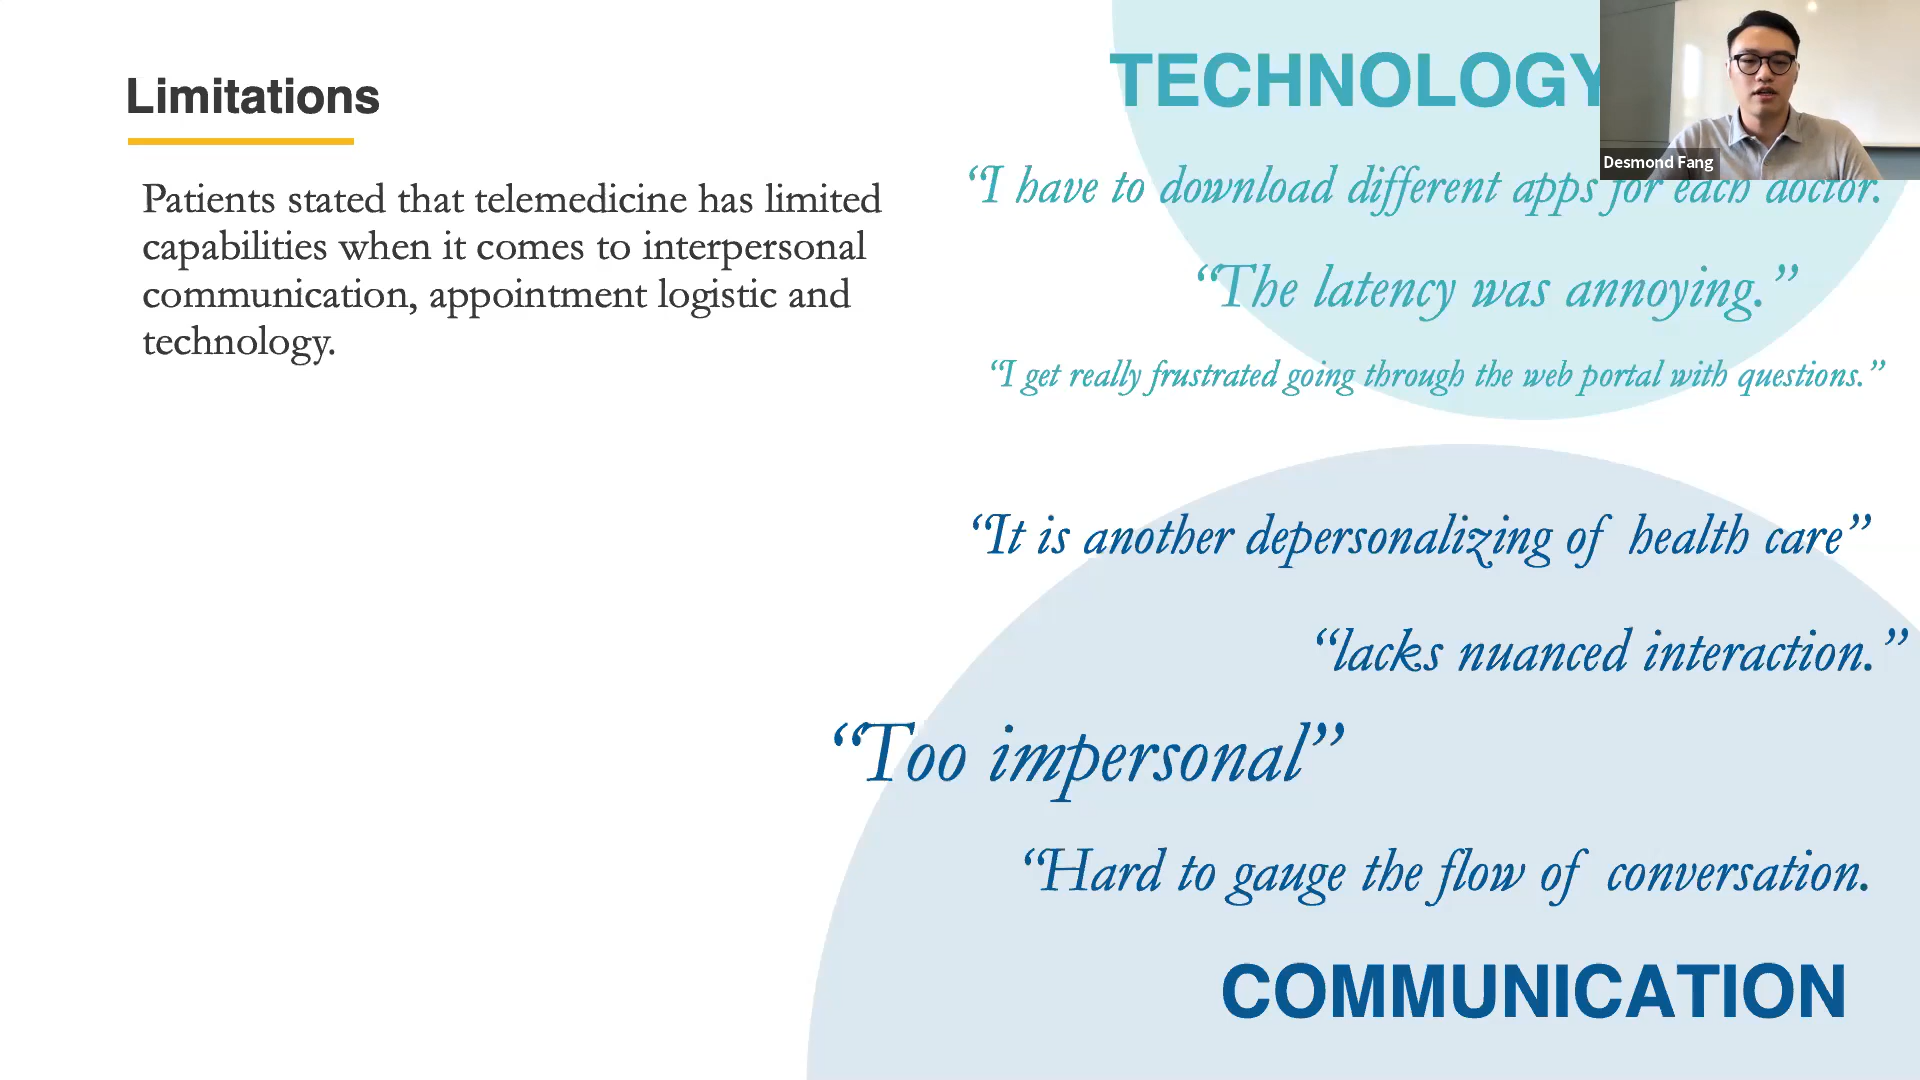 Limitations
Patients stated that telemedicine has limited
capabilities when it comes to interpersonal
communication, appointment logistic and
technology.
TECHNOLOGY
Desmond Fang
“I have to download different apps for each doctor.
“The latency was annoying.”
“I get really frustrated going through the web portal with questions.”
“It is another depersonalizing of health care”
“lacks nuanced interaction.”
“Too impersonal”
“Hard to gauge the flow of conversation.
COMMUNICATION